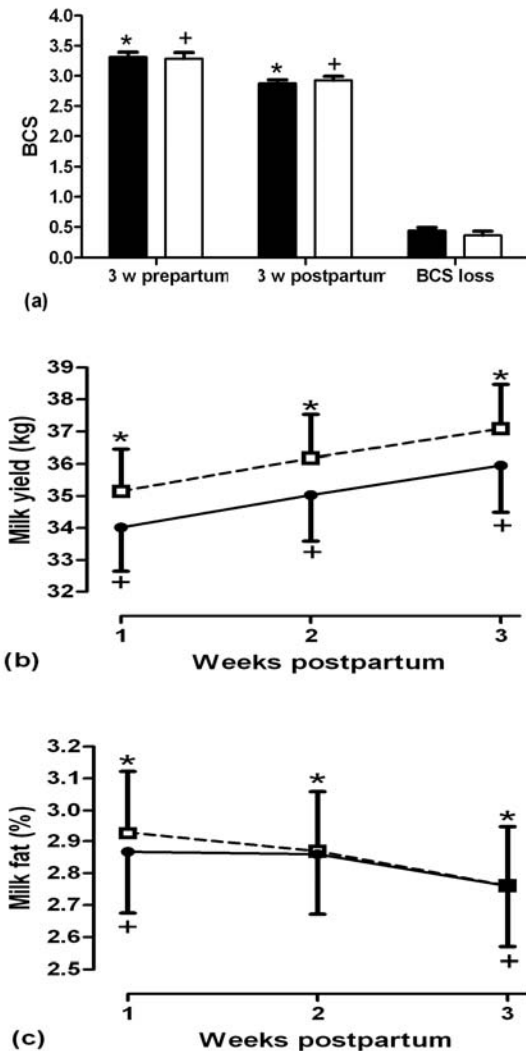 4.0
3.5
3.0
2.5
2.0
1.5
1.0
0.5
0.0
BCS
* + * +
3 w prepartum 3 w postpartum BCS loss
(a)
39
38
37
36
35
34
33
32
Milk yield (kg)
* * *
+ + +
1 2 3
Weeks postpartum
(b)
3.2
3.1
3.0
2.9
2.8
2.7
2.6
2.5
Milk fat (%)
* * *
+ +
1 2 3
Weeks postpartum
(c)